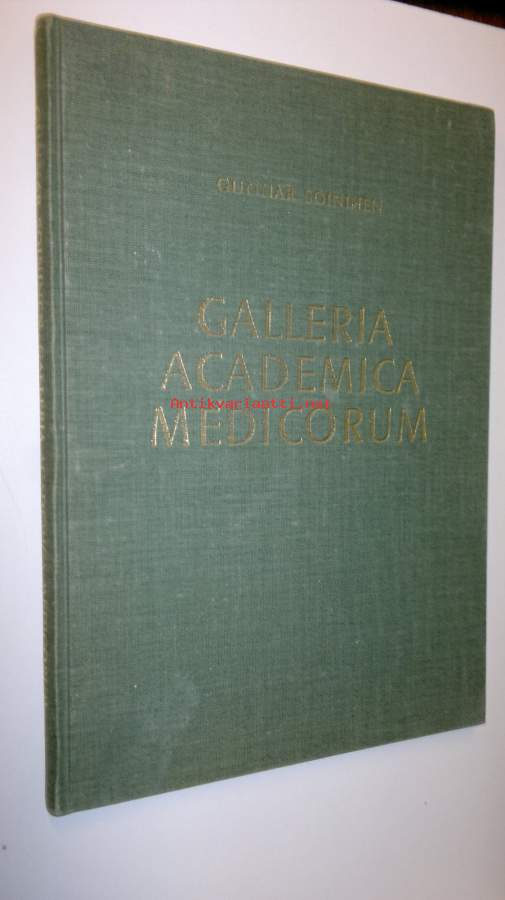 GUNNAR SOININEN
GALLERIA
ACADEMICA
Antikvariaatti.net
MEDICORUM